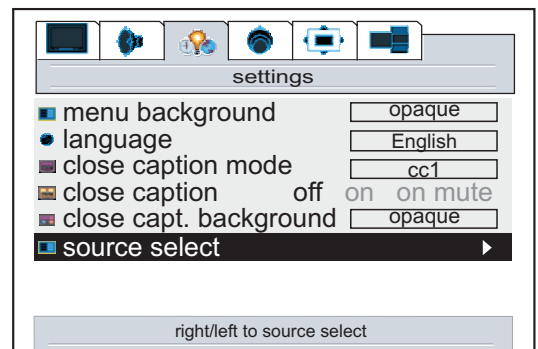 settings
menu background opaque
language English
close caption mode cc1
close caption off on on mute
close capt. background opaque
source select
right/left to source select